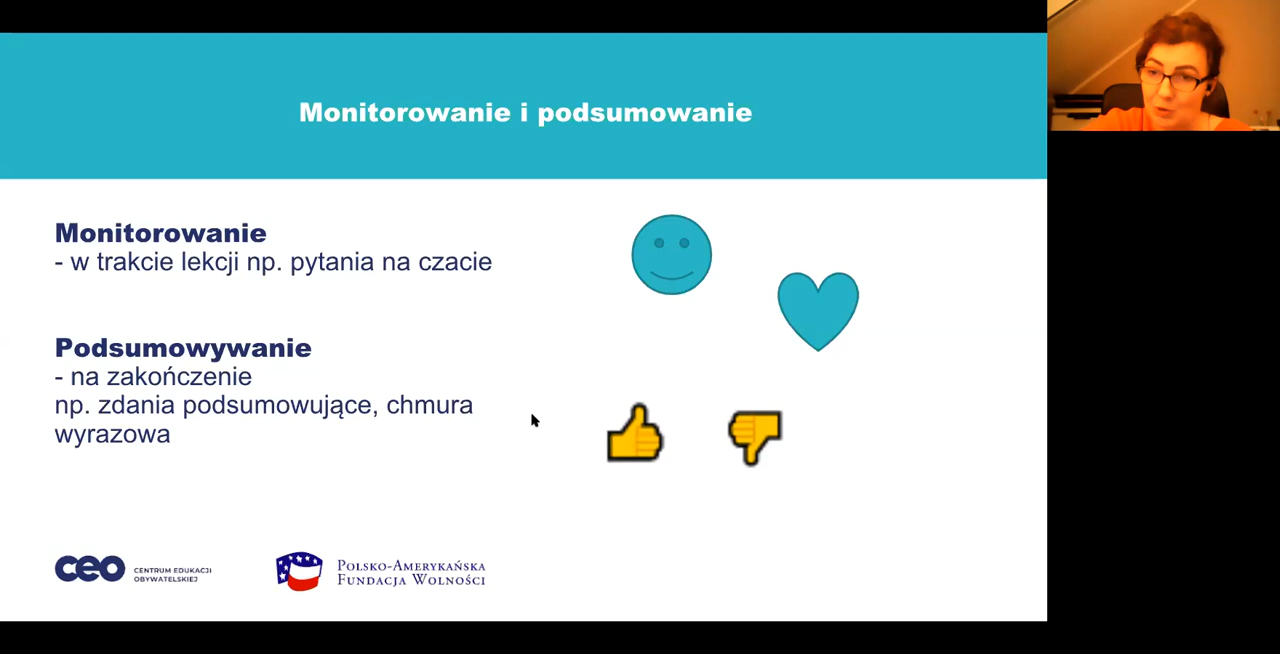 Monitorowanie i podsumowanie
Monitorowanie
- w trakcie lekcji np. pytania na czacie
Podsumowywanie
- na zakończenie
np. zdania podsumowujące, chmura
wyrazowa
ceo CENTRUM EDUKACJI
OBYWATELSKIEJ
POLSKO-AMERYKAŃSKA
FUNDACJA WOLNOŚCI